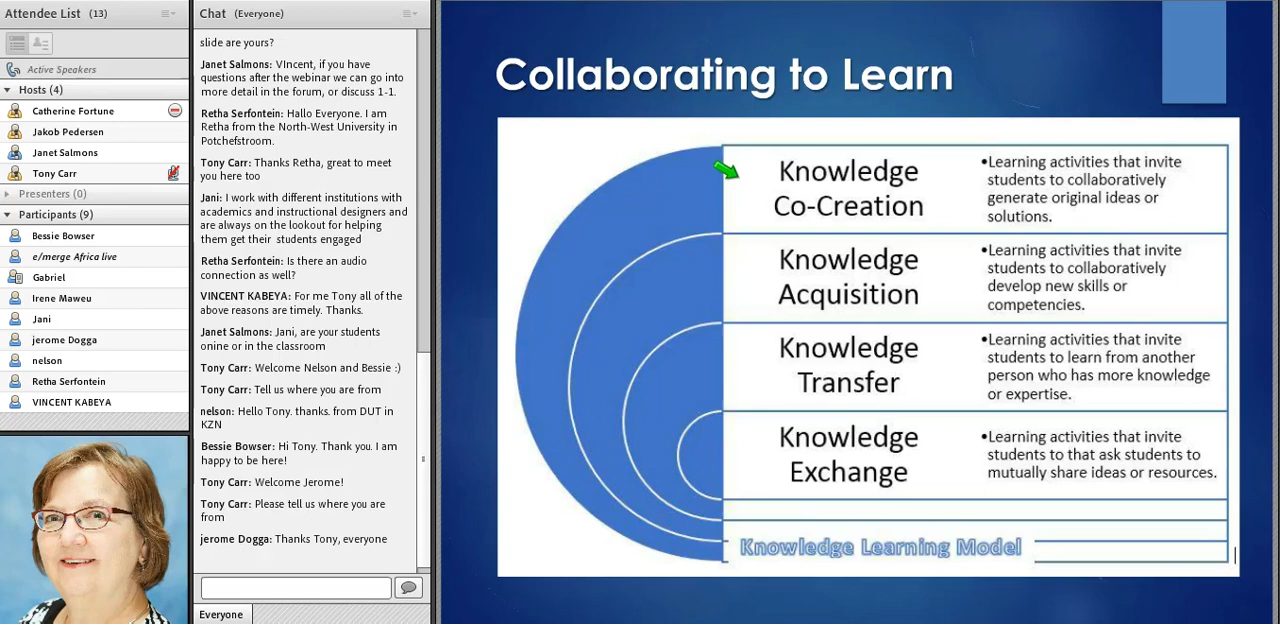 Attendee List (13)
Active Speakers
Hosts (4)
Catherine Fortune
Jakob Pedersen
Janet Salmons
Tony Carr
Presenters (0)
Participants (9)
Bessie Bowser
e/merge Africa live
Gabriel
Irene Maweu
Jani
jerome Dogga
nelson
Retha Serfontein
VINCENT KABEYA
Chat (Everyone)
slide are yours?
Janet Salmons: VIncent, if you have
questions after the webinar we can go into
more detail in the forum, or discuss 1-1.
Retha Serfontein: Hallo Everyone. I am
Retha from the North-West University in
Potchefstroom.
Tony Carr: Thanks Retha, great to meet
you here too
Jani: I work with different institutions with
academics and instructional designers and
are always on the lookout for helping
them get their students engaged
Retha Serfontein: Is there an audio
connection as well?
VINCENT KABEYA: For me Tony all of the
above reasons are timely. Thanks.
Janet Salmons: Jani, are your students
onine or in the classroom
Tony Carr: Welcome Nelson and Bessie :)
Tony Carr: Tell us where you are from
nelson: Hello Tony. thanks. from DUT in
KZN
Bessie Bowser: Hi Tony. Thank you. I am
happy to be here!
Tony Carr: Welcome Jerome!
Tony Carr: Please tell us where you are
from
jerome Dogga: Thanks Tony, everyone
Everyone
Collaborating to Learn
Knowledge
Co-Creation
•Learning activities that invite
students to collaboratively
generate original ideas or
solutions.
Knowledge
Acquisition
•Learning activities that invite
students to collaboratively
develop new skills or
competencies.
Knowledge
Transfer
•Learning activities that invite
students to learn from another
person who has more knowledge
or expertise.
Knowledge
Exchange
•Learning activities that invite
students to that ask students to
mutually share ideas or resources.
Knowledge Learning Model